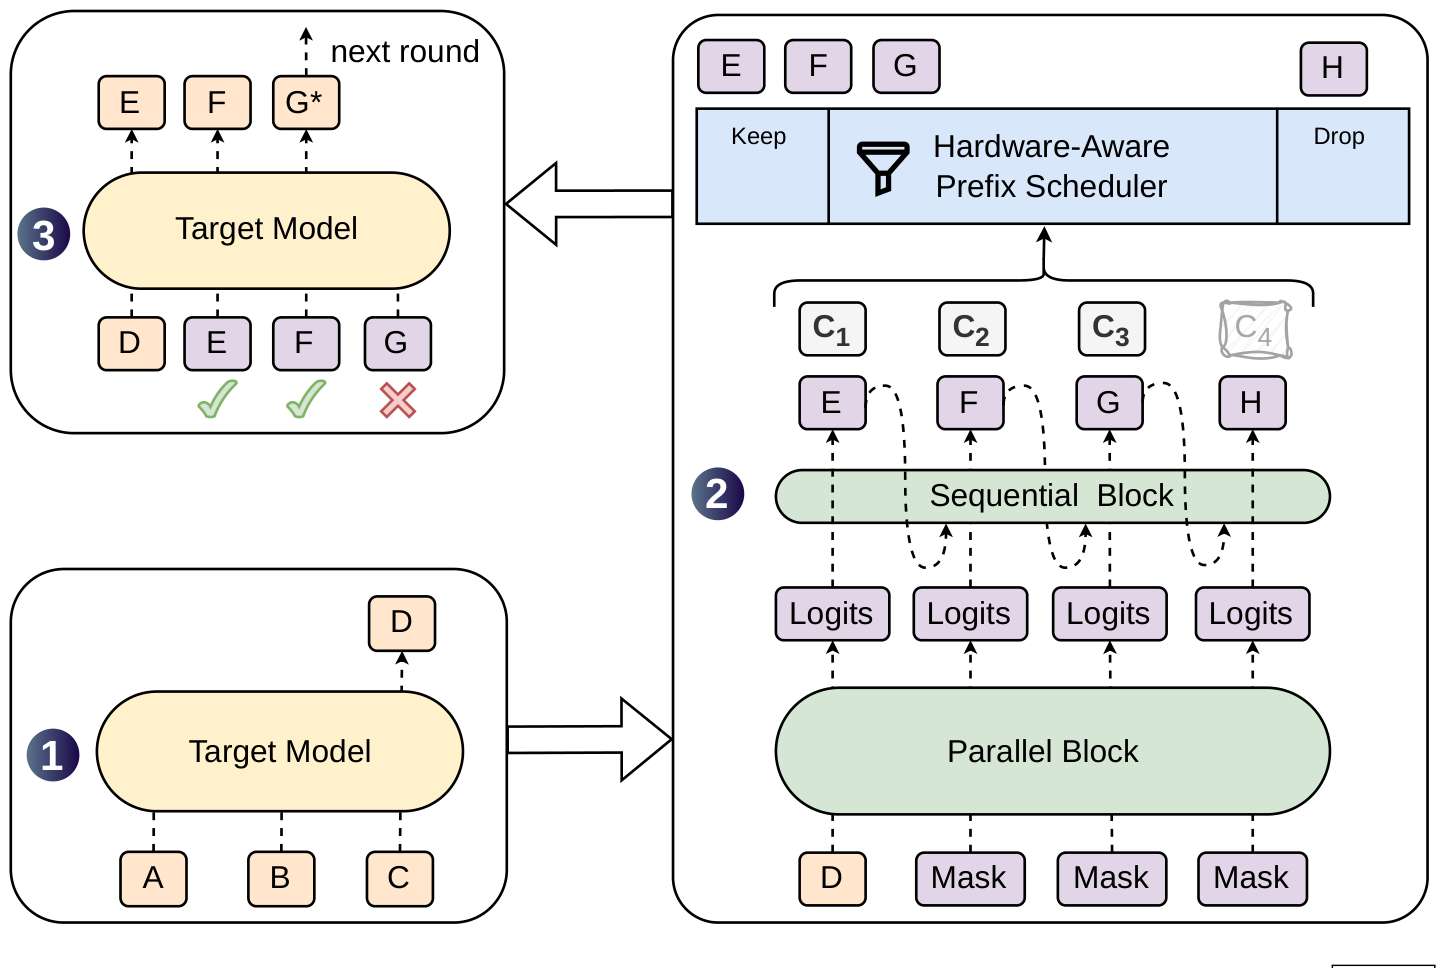 next round
E F G*
Target Model
3
D E F G
D
Target Model
1
A B C
E F G H
Keep
Hardware-Aware
Prefix Scheduler
Drop
C1 C2 C3 C4
E F G H
2
Sequential Block
Logits Logits Logits Logits
Parallel Block
D Mask Mask Mask